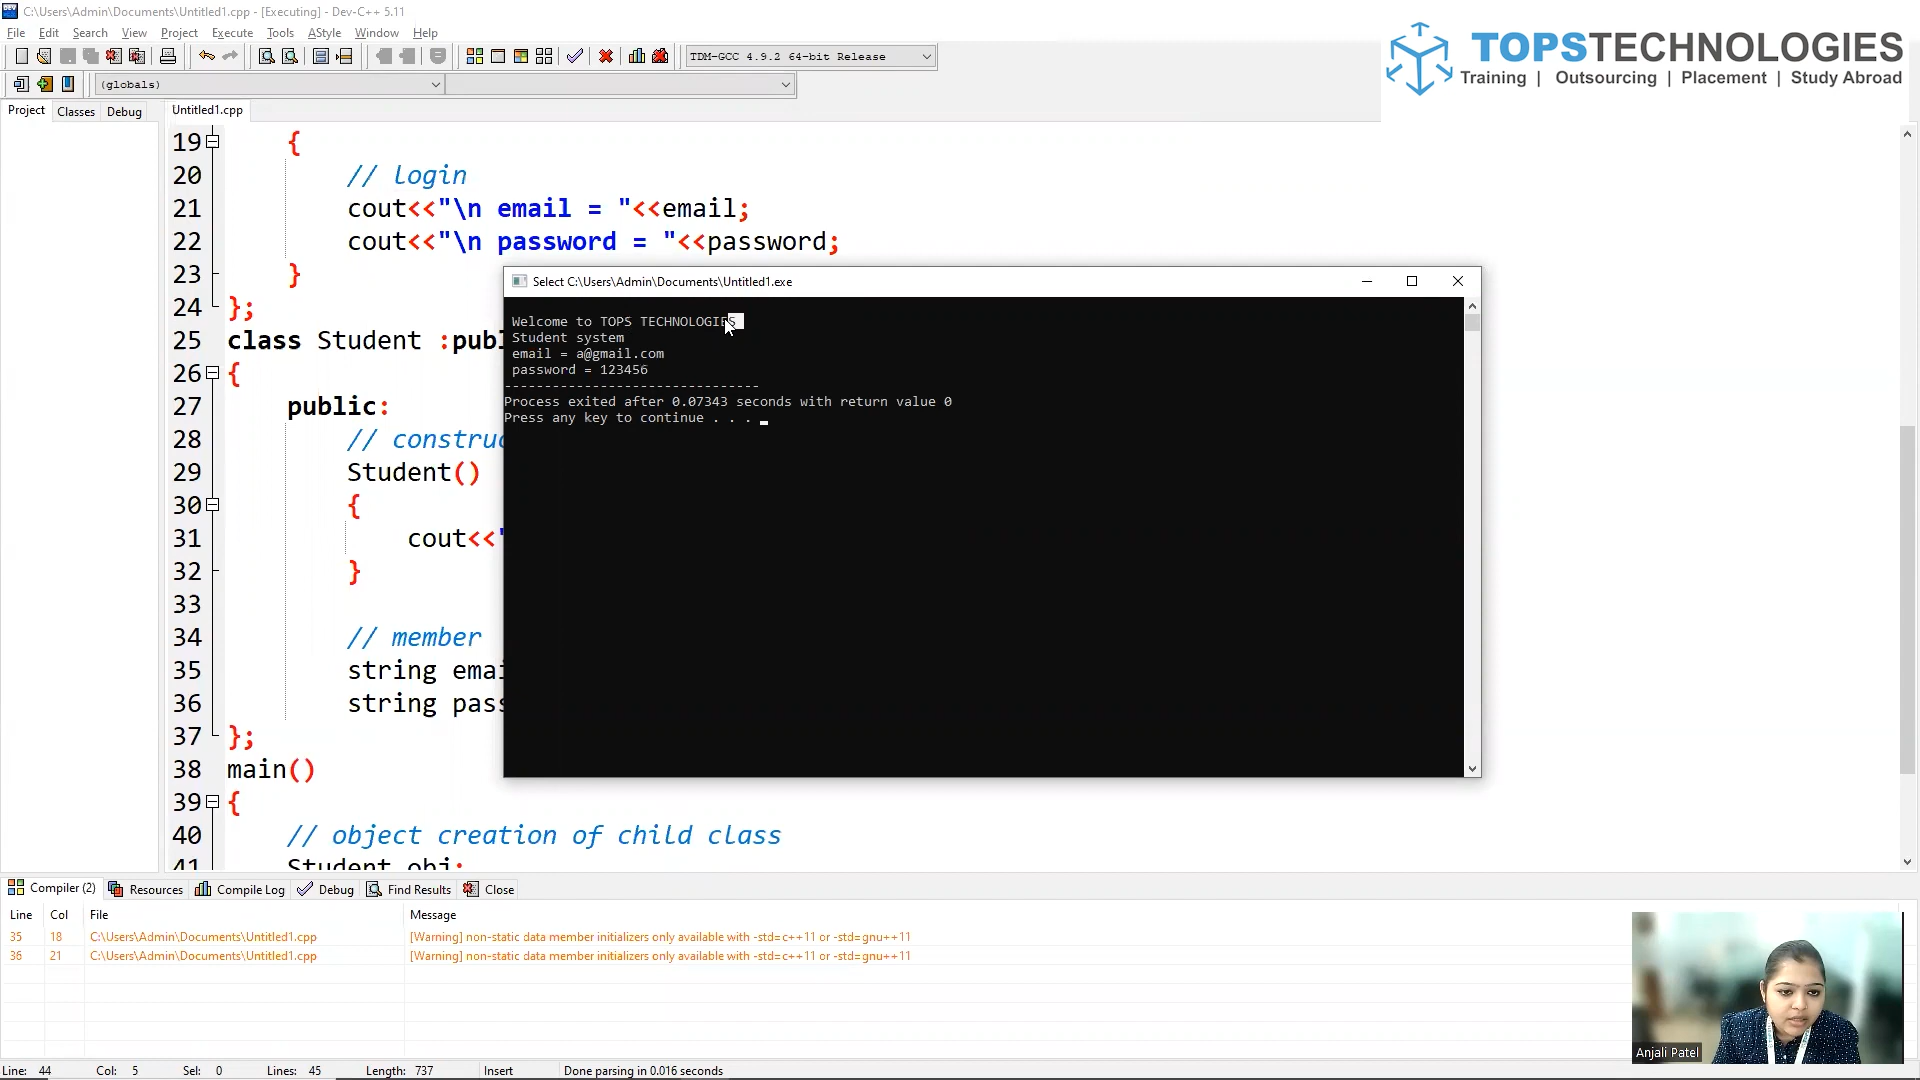 C:\Users\Admin\Documents\Untitled1.cpp - [Executing] - Dev-C++ 5.11
File Edit Search View Project Execute Tools AStyle Window Help
TDM-GCC 4.9.2 64-bit Release
TOPSTECHNOLOGIES
Training | Outsourcing | Placement | Study Abroad
(globals)
Project Classes Debug Untitled1.cpp
19 {
20 // login
21 cout<<"\n email = "<<email;
22 cout<<"\n password = "<<password;
23 }
24 };
25 class Student :publ
26 {
27 public:
28 // construc
29 Student()
30 {
31 cout<<"
32 }
33
34 // member
35 string emai
36 string pass
37 };
38 main()
39 {
40 // object creation of child class
41 Student obj;
Select C:\Users\Admin\Documents\Untitled1.exe
Welcome to TOPS TECHNOLOGIES
Student system
email = a@gmail.com
password = 123456
--------------------------------
Process exited after 0.07343 seconds with return value 0
Press any key to continue . . .
Compiler (2) Resources Compile Log Debug Find Results Close
Line Col File Message
35 18 C:\Users\Admin\Documents\Untitled1.cpp [Warning] non-static data member initializers only available with -std=c++11 or -std=gnu++11
36 21 C:\Users\Admin\Documents\Untitled1.cpp [Warning] non-static data member initializers only available with -std=c++11 or -std=gnu++11
Anjali Patel
Line: 44 Col: 5 Sel: 0 Lines: 45 Length: 737 Insert Done parsing in 0.016 seconds